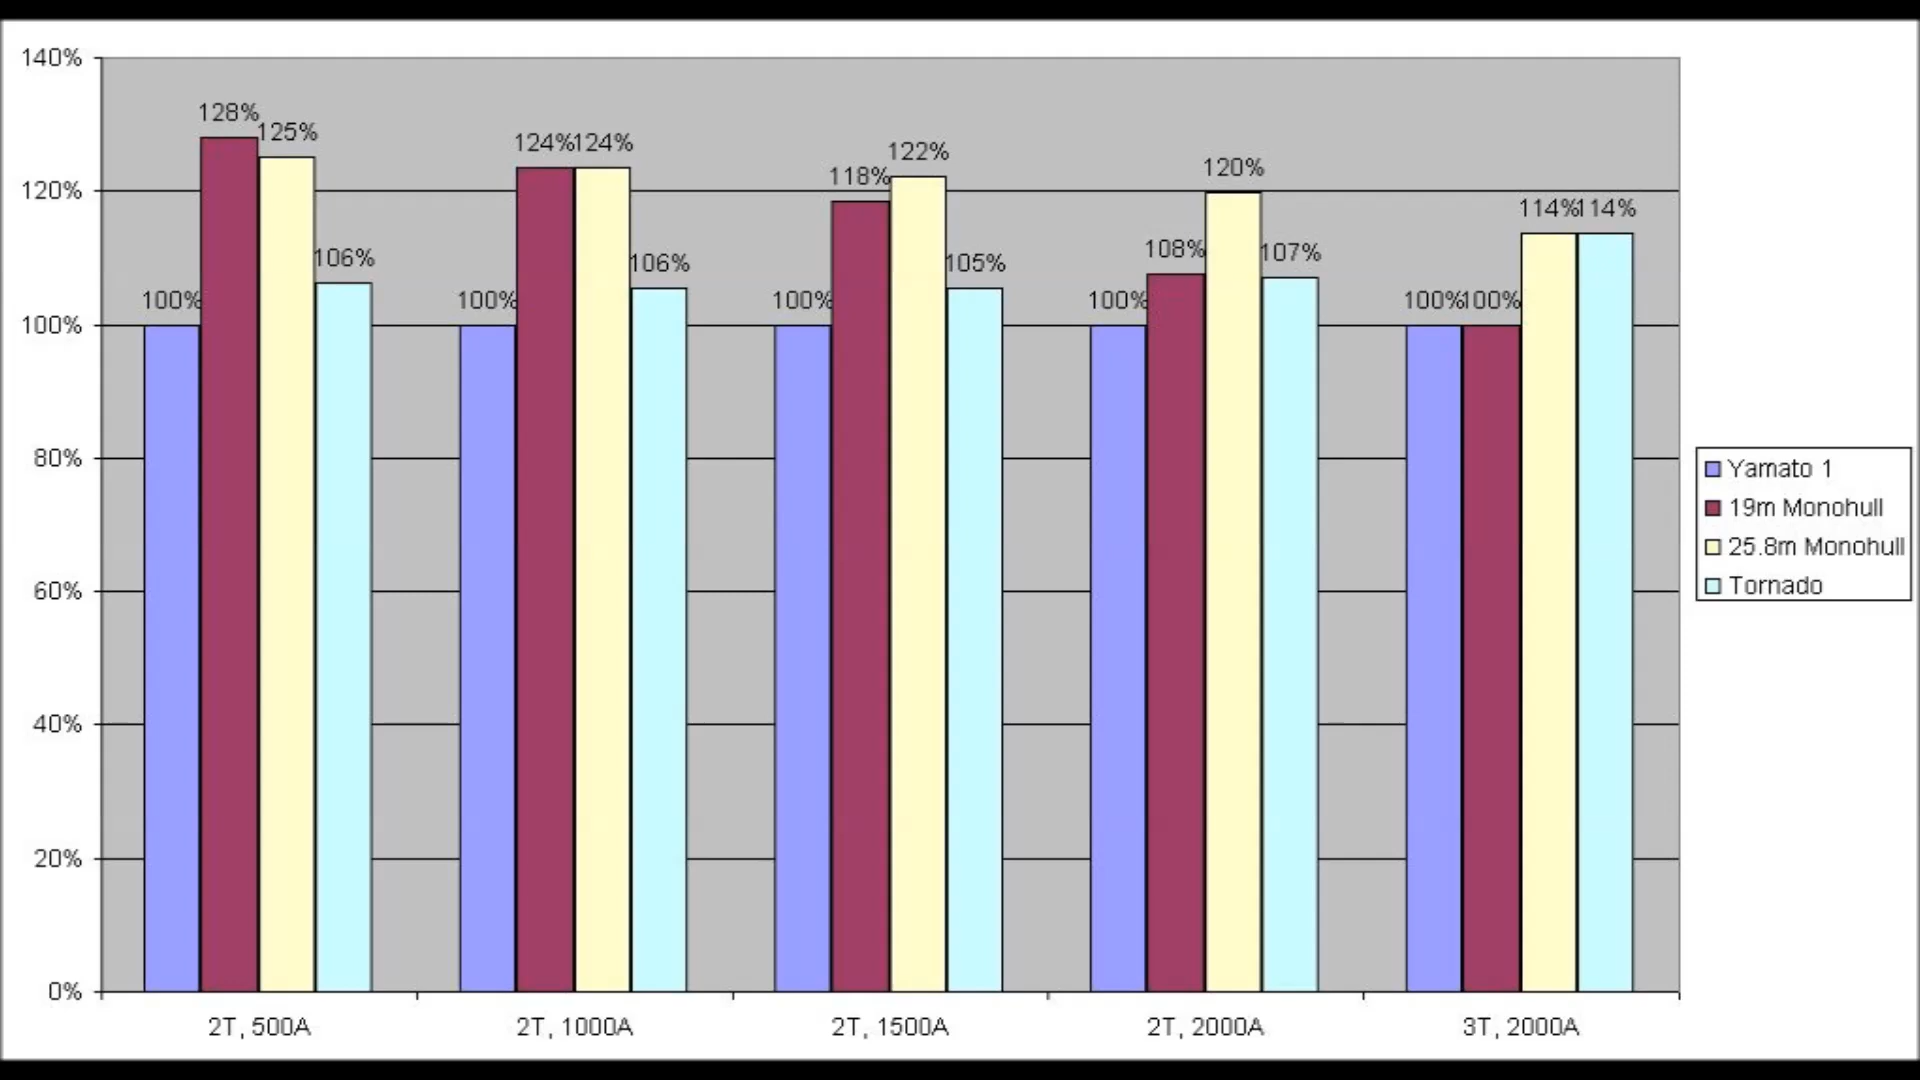 140%
120%
100%
80%
60%
40%
20%
0%
100% 128% 125% 106%
100% 124% 124% 106%
100% 118% 122% 105%
100% 108% 120% 107%
100% 100% 114% 114%
2T, 500A
2T, 1000A
2T, 1500A
2T, 2000A
3T, 2000A
Yamato 1
19m Monohull
25.8m Monohull
Tornado